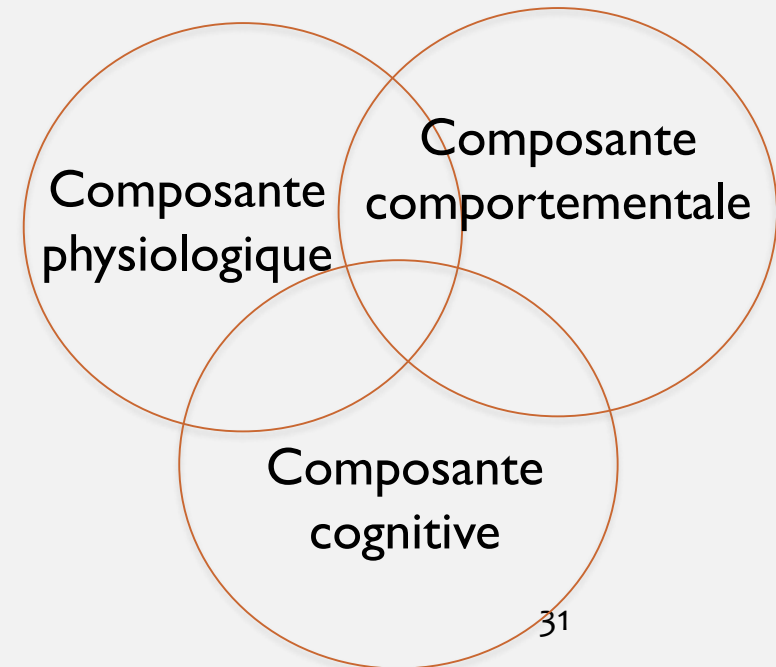 Composante
physiologique
Composante
comportementale
Composante
cognitive
31